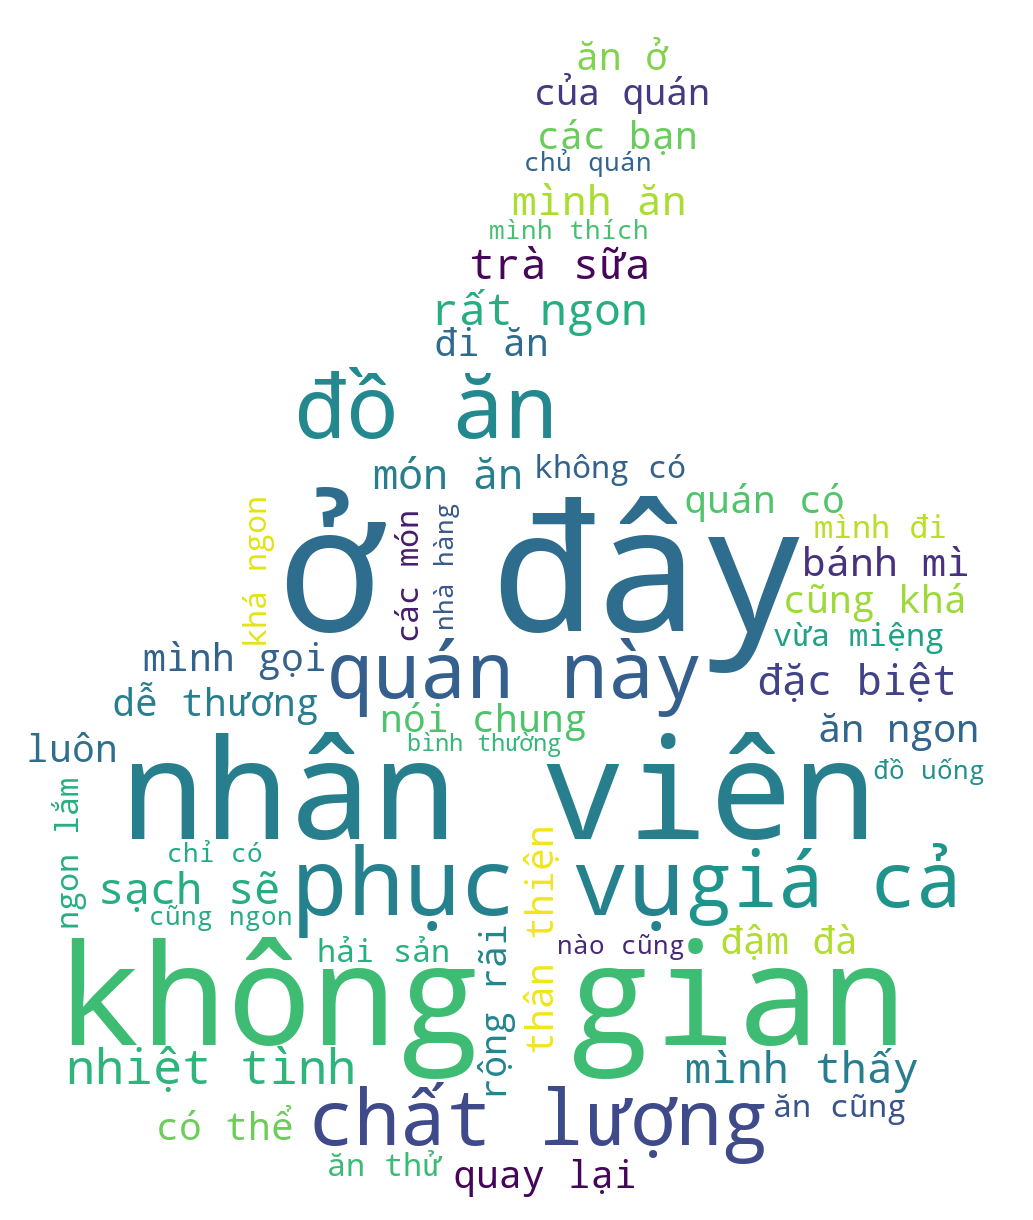 ăn ở
của quán
các bạn
chủ quán
mình ăn
mình thích
trà sữa
rất ngon
đi ăn
đồ ăn
món ăn
không có
quán có
khá ngon
các món
nhà hàng
ở đây
mình đi
bánh mì
cũng khá
vừa miệng
mình gọi
quán này
đặc biệt
dễ thương
nói chung
ăn ngon
luôn
bình thường
đồ uống
nhân viên
ngon lắm
chỉ có
sạch sẽ
cũng ngon
phục vụ
thân thiện
giá cả
hải sản
rộng rãi
nào cũng
đậm đà
không gian
nhiệt tình
mình thấy
có thể
chất lượng
ăn cũng
ăn thử
quay lại